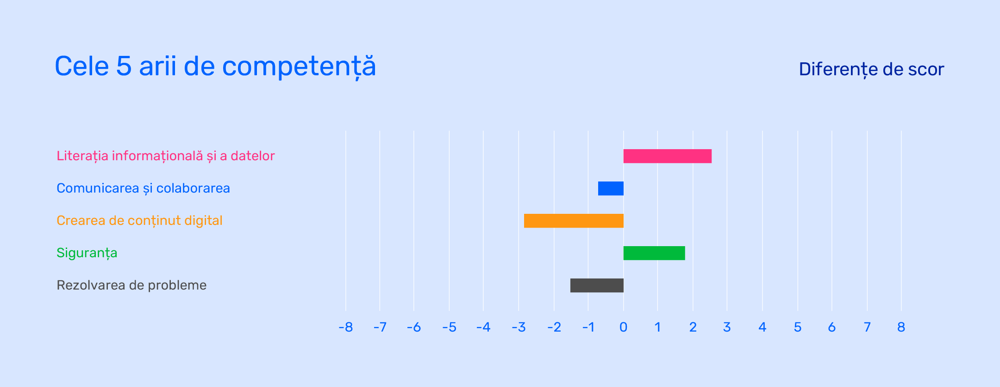 Cele 5 arii de competență
Diferențe de scor
Literația informațională și a datelor
Comunicarea și colaborarea
Crearea de conținut digital
Siguranța
Rezolvarea de probleme
-8 -7 -6 -5 -4 -3 -2 -1 0 1 2 3 4 5 6 7 8